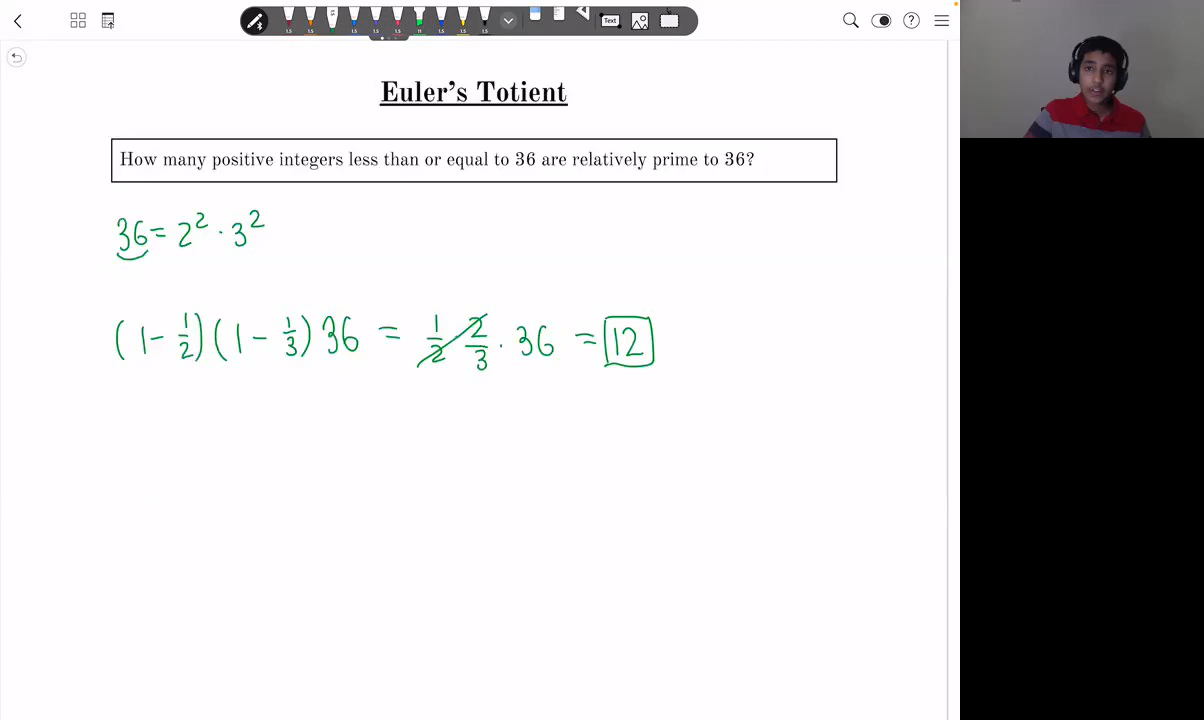 Text
Euler's Totient
How many positive integers less than or equal to 36 are relatively prime to 36?
36 = 2² · 3²
(1 - 1/2)(1 - 1/3) 36 = 1/2 · 2/3 · 36 = 12